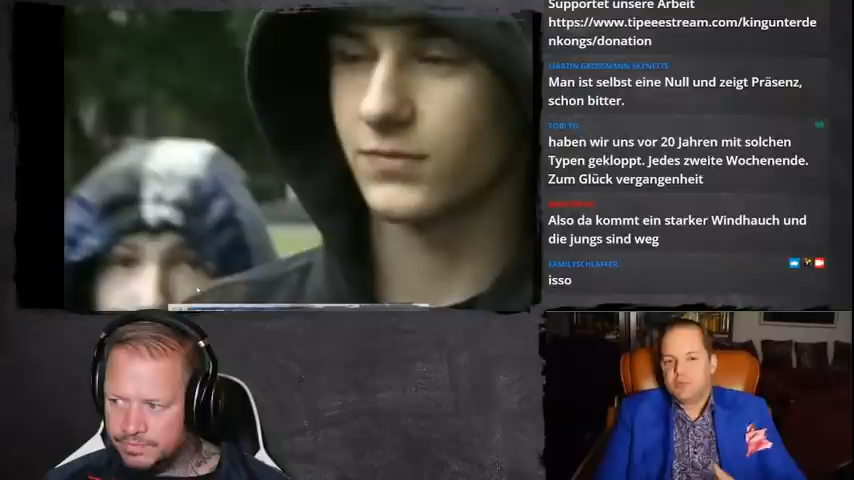 Supportet unsere Arbeit
https://www.tipeeestream.com/kingunterde
nkongs/donation
MARTIN GROSSMANN SKYNETTE
Man ist selbst eine Null und zeigt Präsenz,
schon bitter.
TOBI TO
haben wir uns vor 20 Jahren mit solchen
Typen gekloppt. Jedes zweite Wochenende.
Zum Glück vergangenheit
Also da kommt ein starker Windhauch und
die jungs sind weg
FAMILYSCHLAFFER
isso